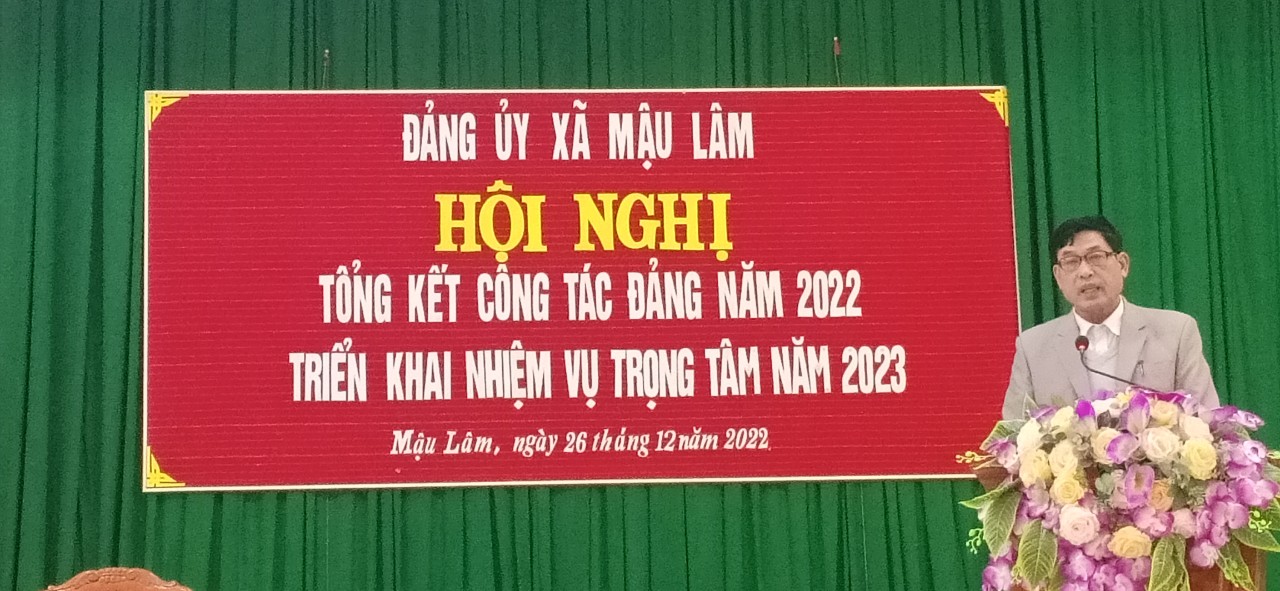 ĐẢNG ỦY XÃ MẬU LÂM
HỘI NGHỊ
TỔNG KẾT CÔNG TÁC ĐẢNG NĂM 2022
TRIỂN KHAI NHIỆM VỤ TRỌNG TÂM NĂM 2023
Mậu Lâm, ngày 26 tháng 12 năm 2022